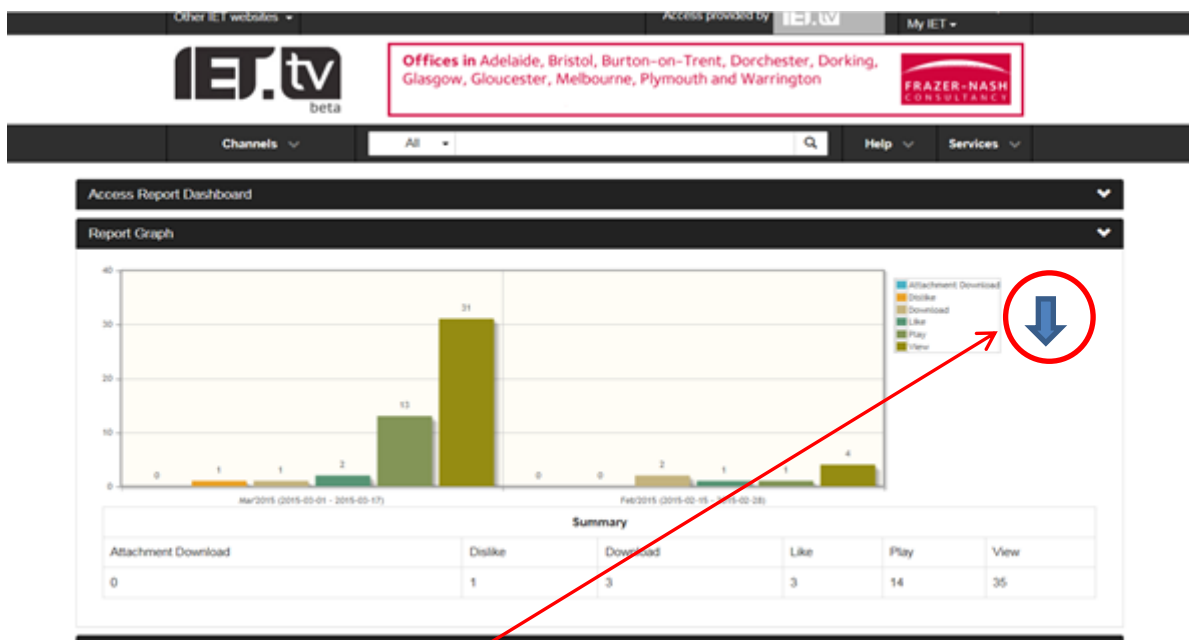 Other IET websites
Access provided by IET.tv
My IET
IET.tv
beta
Offices in Adelaide, Bristol, Burton-on-Trent, Dorchester, Dorking,
Glasgow, Gloucester, Melbourne, Plymouth and Warrington
FRAZER-NASH
CONSULTANCY
Channels
All
Help
Services
Access Report Dashboard
Report Graph
40
30
20
10
0
0
1
1
2
13
31
0
0
2
1
1
4
Mar/2015 (2015-03-01 - 2015-03-17)
Feb/2015 (2015-02-15 - 2015-02-28)
Attachment Download
Dislike
Download
Like
Play
View
Summary
Attachment Download Dislike Download Like Play View
0 1 3 3 14 35